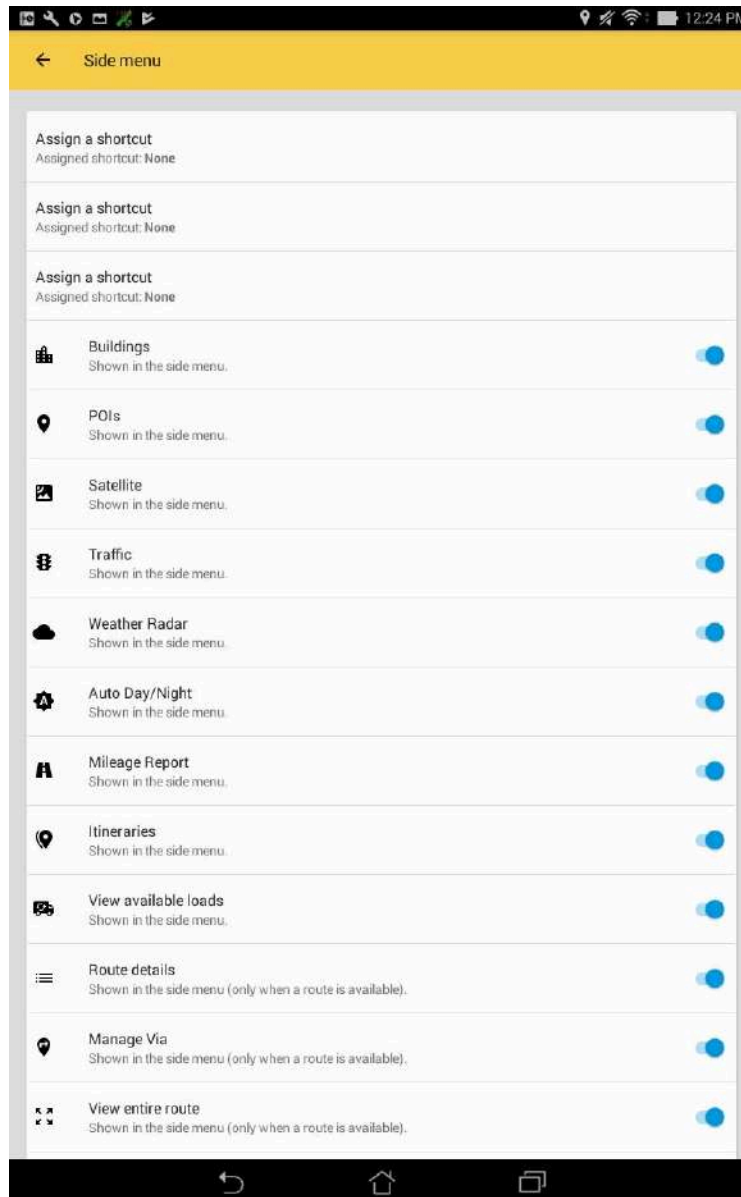 12:24 PM
Side menu
Assign a shortcut
Assigned shortcut: None
Assign a shortcut
Assigned shortcut: None
Assign a shortcut
Assigned shortcut: None
Buildings
Shown in the side menu.
POIs
Shown in the side menu.
Satellite
Shown in the side menu.
Traffic
Shown in the side menu.
Weather Radar
Shown in the side menu.
Auto Day/Night
Shown in the side menu.
Mileage Report
Shown in the side menu.
Itineraries
Shown in the side menu.
View available loads
Shown in the side menu.
Route details
Shown in the side menu (only when a route is available).
Manage Via
Shown in the side menu (only when a route is available).
View entire route
Shown in the side menu (only when a route is available).